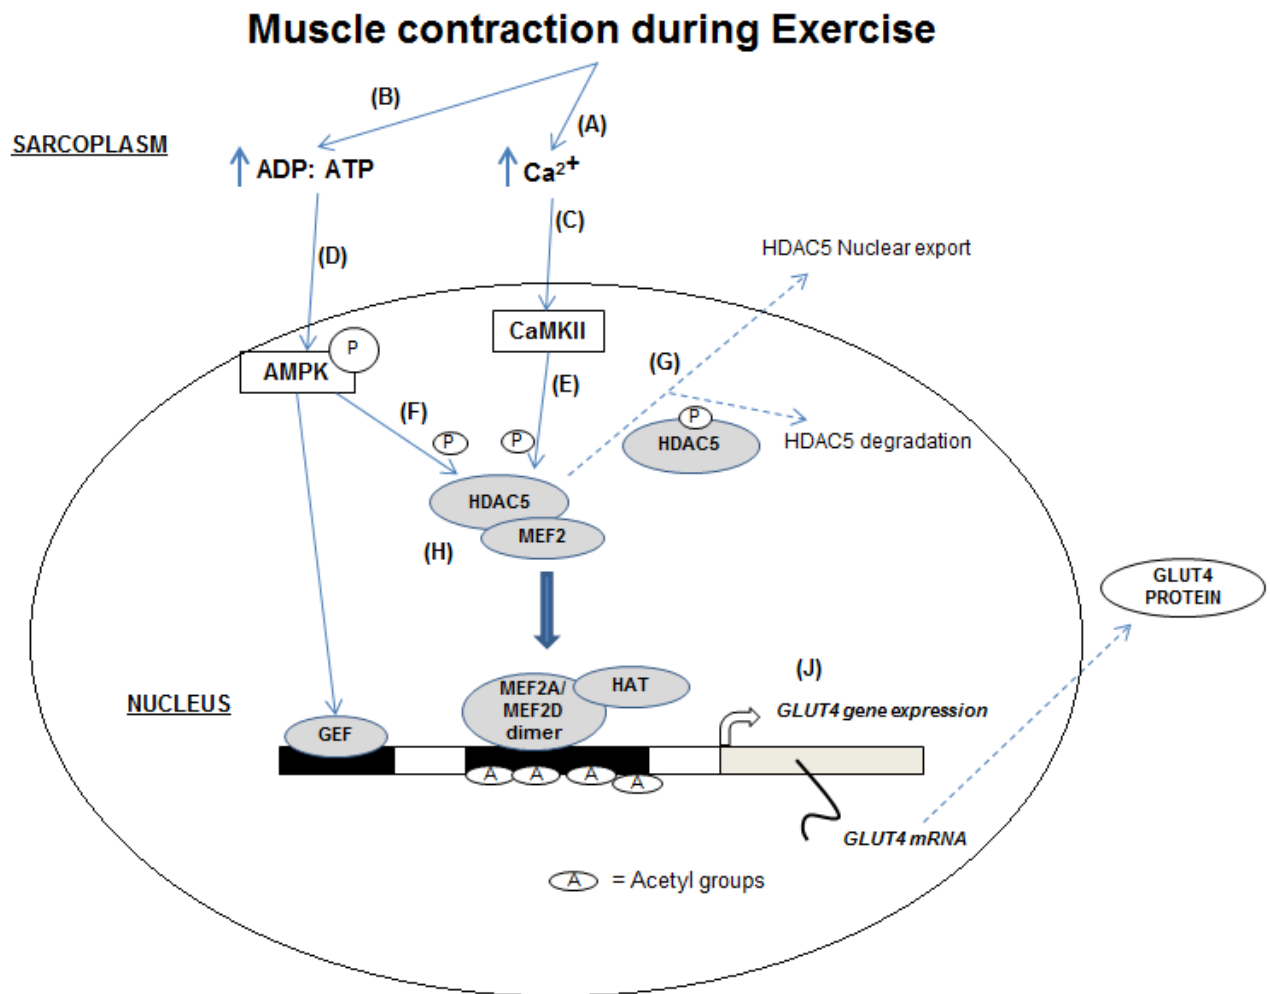 Muscle contraction during Exercise
(B)
(A)
SARCOPLASM
ADP: ATP
Ca²⁺
(C)
(D)
HDAC5 Nuclear export
CaMKII
P
AMPK
(G)
(E)
(F)
P
P
P
HDAC5
HDAC5 degradation
HDAC5
MEF2
(H)
GLUT4
PROTEIN
(J)
MEF2A/
MEF2D
dimer
HAT
NUCLEUS
GLUT4 gene expression
GEF
A
A
A
A
GLUT4 mRNA
A = Acetyl groups